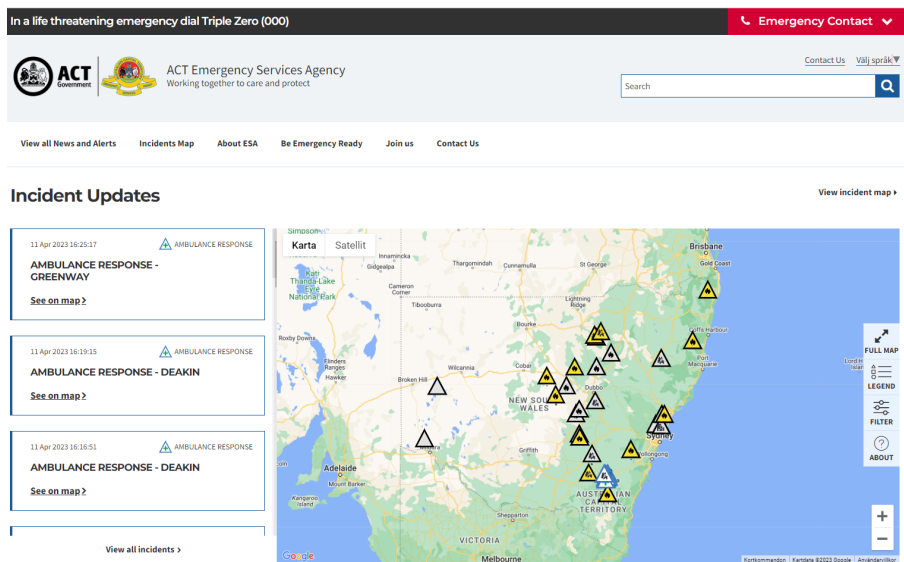 In a life threatening emergency dial Triple Zero (000)
Emergency Contact
ACT
Government
ACT Emergency Services Agency
Working together to care
and protect
Contact Us Välj språk▼
Search
View all News and Alerts Incidents Map About ESA Be Emergency Ready Join us Contact Us
Incident Updates
View incident map
11 Apr 2023 16:25:17 AMBULANCE RESPONSE
AMBULANCE RESPONSE -
GREENWAY
See on map >
11 Apr 2023 16:19:15 AMBULANCE RESPONSE
AMBULANCE RESPONSE - DEAKIN
See on map >
11 Apr 2023 16:16:51 AMBULANCE RESPONSE
AMBULANCE RESPONSE - DEAKIN
See on map >
View all incidents >
Karta Satellit
Brisbane
Gold Coast
Innamincka
Gidgealpa
Thargomindah
Cunnamulla
St George
Kati
Thanda-Lake
Eyre
National Park
Cameron
Corner
Tibooburra
Lightning
Ridge
Bourke
Coffs Harbour
Roxby Downs
Flinders
Ranges
Hawker
Broken Hill
Wilcannia
Cobar
Port
Macquarie
Dubbo
WALES
Griffith
Sydney
Wollongong
Adelaide
Mount Barker
Kangaroo
Island
Shepparton
TERRITORY
VICTORIA
Melbourne
Google
FULL MAP
LEGEND
FILTER
ABOUT
+
−
Kortkommandon Kartdata ©2023 Google Användarvillkor